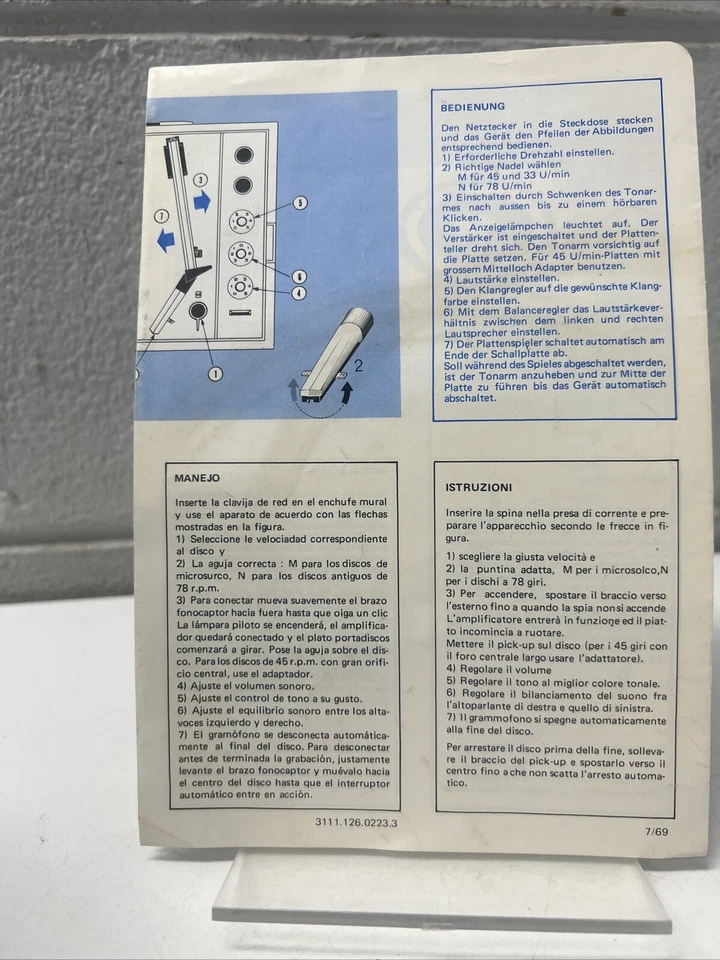 3
7
5
6
4
1
2
BEDIENUNG
Den Netztecker in die Steckdose stecken
und das Gerät den Pfeilen der Abbildungen
entsprechend bedienen.
1) Erforderliche Drehzahl einstellen.
2) Richtige Nadel wählen
M für 45 und 33 U/min
N für 78 U/min
3) Einschalten durch Schwenken des Tonar-
mes nach aussen bis zu einem hörbaren
Klicken.
Das Anzeigelämpchen leuchtet auf. Der
Verstärker ist eingeschaltet und der Platten-
teller dreht sich. Den Tonarm vorsichtig auf
die Platte setzen. Für 45 U/min-Platten mit
grossem Mittelloch Adapter benutzen.
4) Lautstärke einstellen.
5) Den Klangregler auf die gewünschte Klang-
farbe einstellen.
6) Mit dem Balanceregler das Lautstärkever-
hältnis zwischen dem linken und rechten
Lautsprecher einstellen.
7) Der Plattenspieler schaltet automatisch am
Ende der Schallplatte ab.
Soll während des Spieles abgeschaltet werden,
ist der Tonarm anzuheben und zur Mitte der
Platte zu führen bis das Gerät automatisch
abschaltet.
MANEJO
Inserte la clavija de red en el enchufe mural
y use el aparato de acuerdo con las flechas
mostradas en la figura.
1) Seleccione le velociadad correspondiente
al disco y
2) La aguja correcta : M para los discos de
microsurco, N para los discos antiguos de
78 r.p.m.
3) Para conectar mueva suavemente el brazo
fonocaptor hacia fuera hasta que oiga un clic
La lámpara piloto se encenderá, el amplifica-
dor quedará conectado y el plato portadiscos
comenzará a girar. Pose la aguja sobre el dis-
co. Para los discos de 45 r.p.m. con gran orifi-
cio central, use el adaptador.
4) Ajuste el volumen sonoro.
5) Ajuste el control de tono a su gusto.
6) Ajuste el equilibrio sonoro entre los alta-
voces izquierdo y derecho.
7) El gramófono se desconecta automática-
mente al final del disco. Para desconectar
antes de terminada la grabación, justamente
levante el brazo fonocaptor y muévalo hacia
el centro del disco hasta que el interruptor
automático entre en acción.
3111.126.0223.3
ISTRUZIONI
Inserire la spina nella presa di corrente e pre-
parare l'apparecchio secondo le frecce in fi-
gura.
1) scegliere la giusta velocità e
2) la puntina adatta, M per i microsolco,N
per i dischi a 78 giri.
3) Per accendere, spostare il braccio verso
l'esterno fino a quando la spia non si accende
L'amplificatore entrerà in funzione ed il piat-
to incomincia a ruotare.
Mettere il pick-up sul disco (per i 45 giri con
il foro centrale largo usare l'adattatore).
4) Regolare il volume
5) Regolare il tono al miglior colore tonale.
6) Regolare il bilanciamento del suono fra
l'altoparlante di destra e quello di sinistra.
7) Il grammofono si spegne automaticamente
alla fine del disco.
Per arrestare il disco prima della fine, solleva-
re il braccio del pick-up e spostarlo verso il
centro fino a che non scatta l'arresto automa-
tico.
7/69